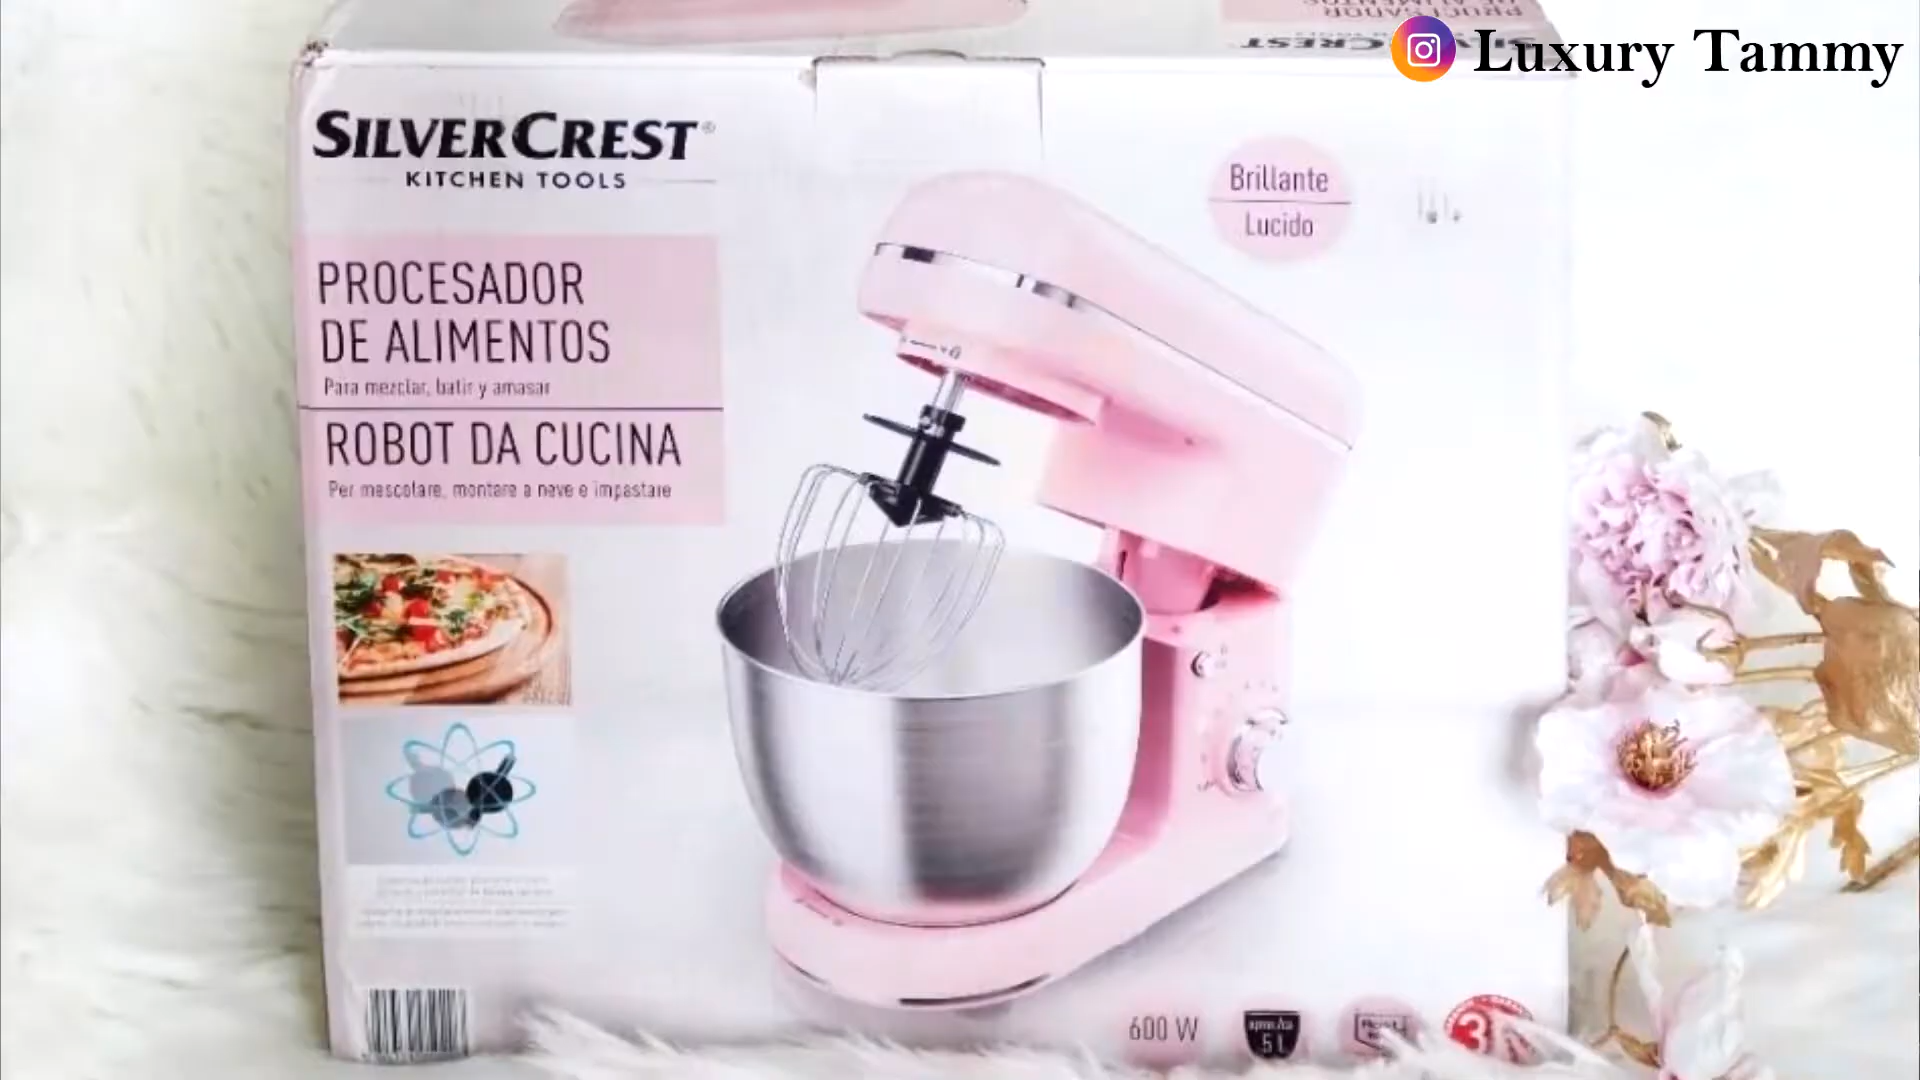 Luxury Tammy
SILVERCREST®
KITCHEN TOOLS
Brillante
Lucido
PROCESADOR
DE ALIMENTOS
Para mezclar, batir y amasar
ROBOT DA CUCINA
Per mescolare, montare a neve e impastare
600 W
5 L
3